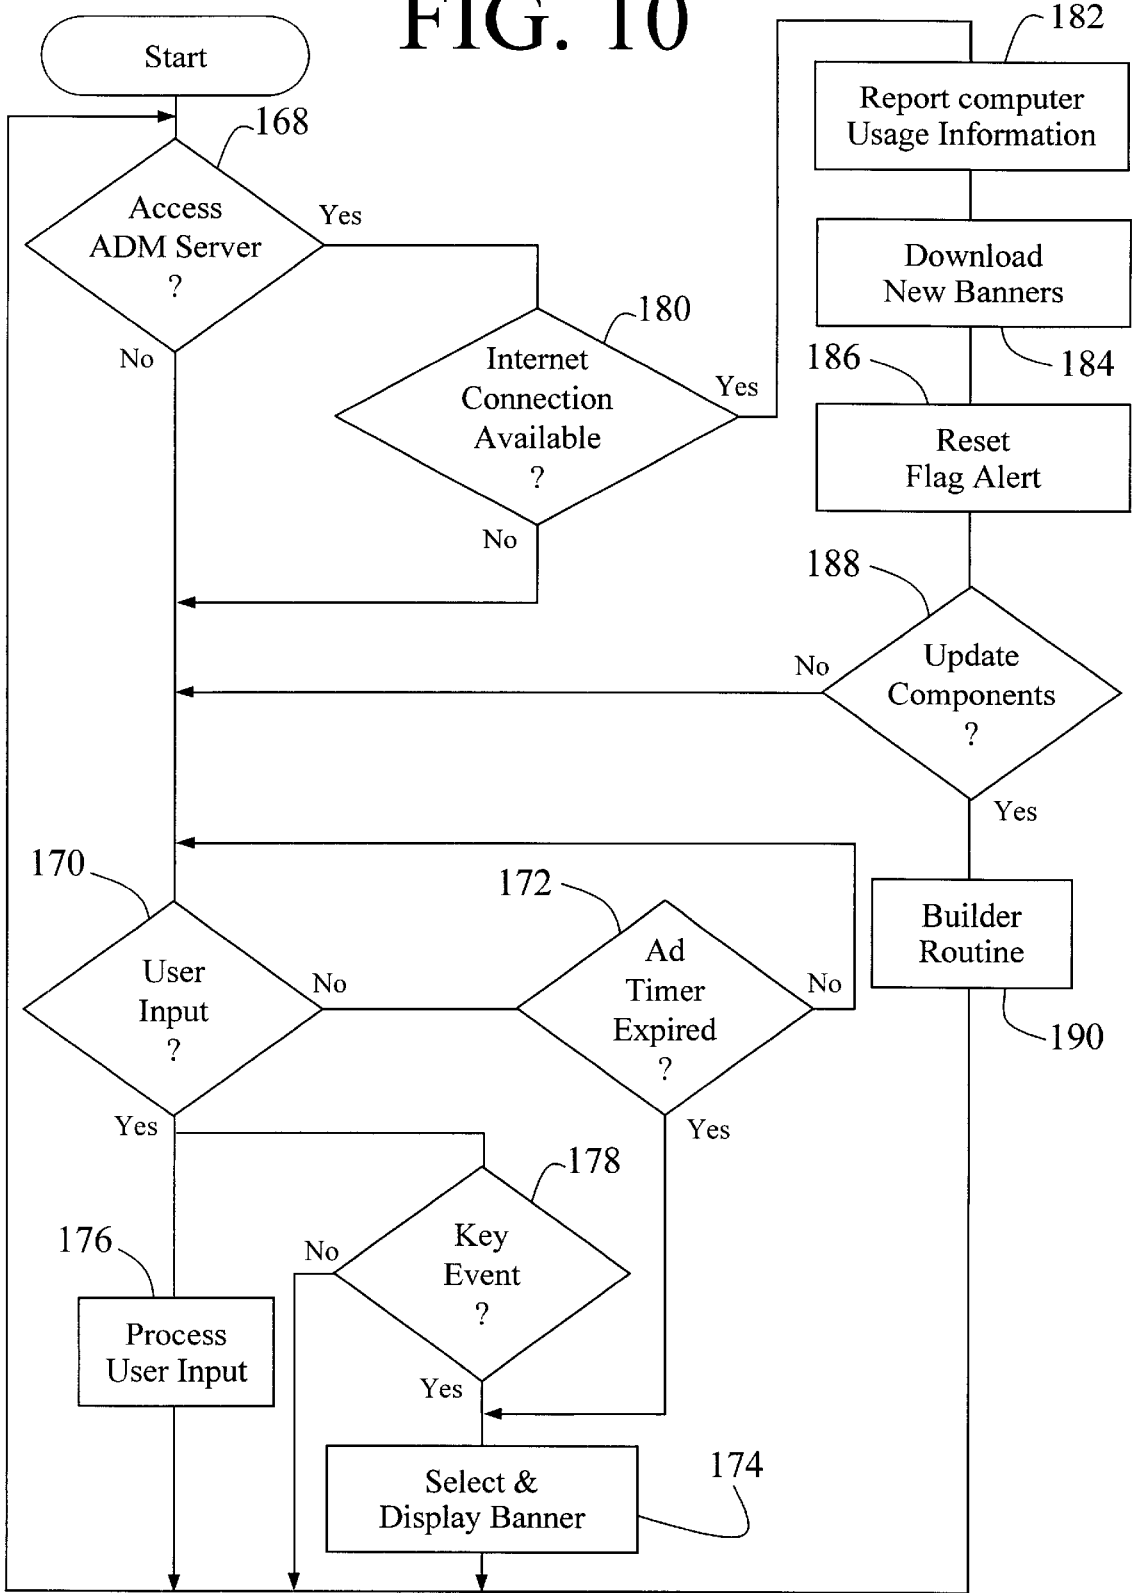 FIG. 10
Start
168
Access
ADM Server
?
Yes
No
180
Internet
Connection
Available
?
Yes
No
182
Report computer
Usage Information
Download
New Banners
184
186
Reset
Flag Alert
188
Update
Components
?
No
Yes
Builder
Routine
190
170
User
Input
?
No
Yes
172
Ad
Timer
Expired
?
No
Yes
178
Key
Event
?
No
Yes
176
Process
User Input
Select &
Display Banner
174